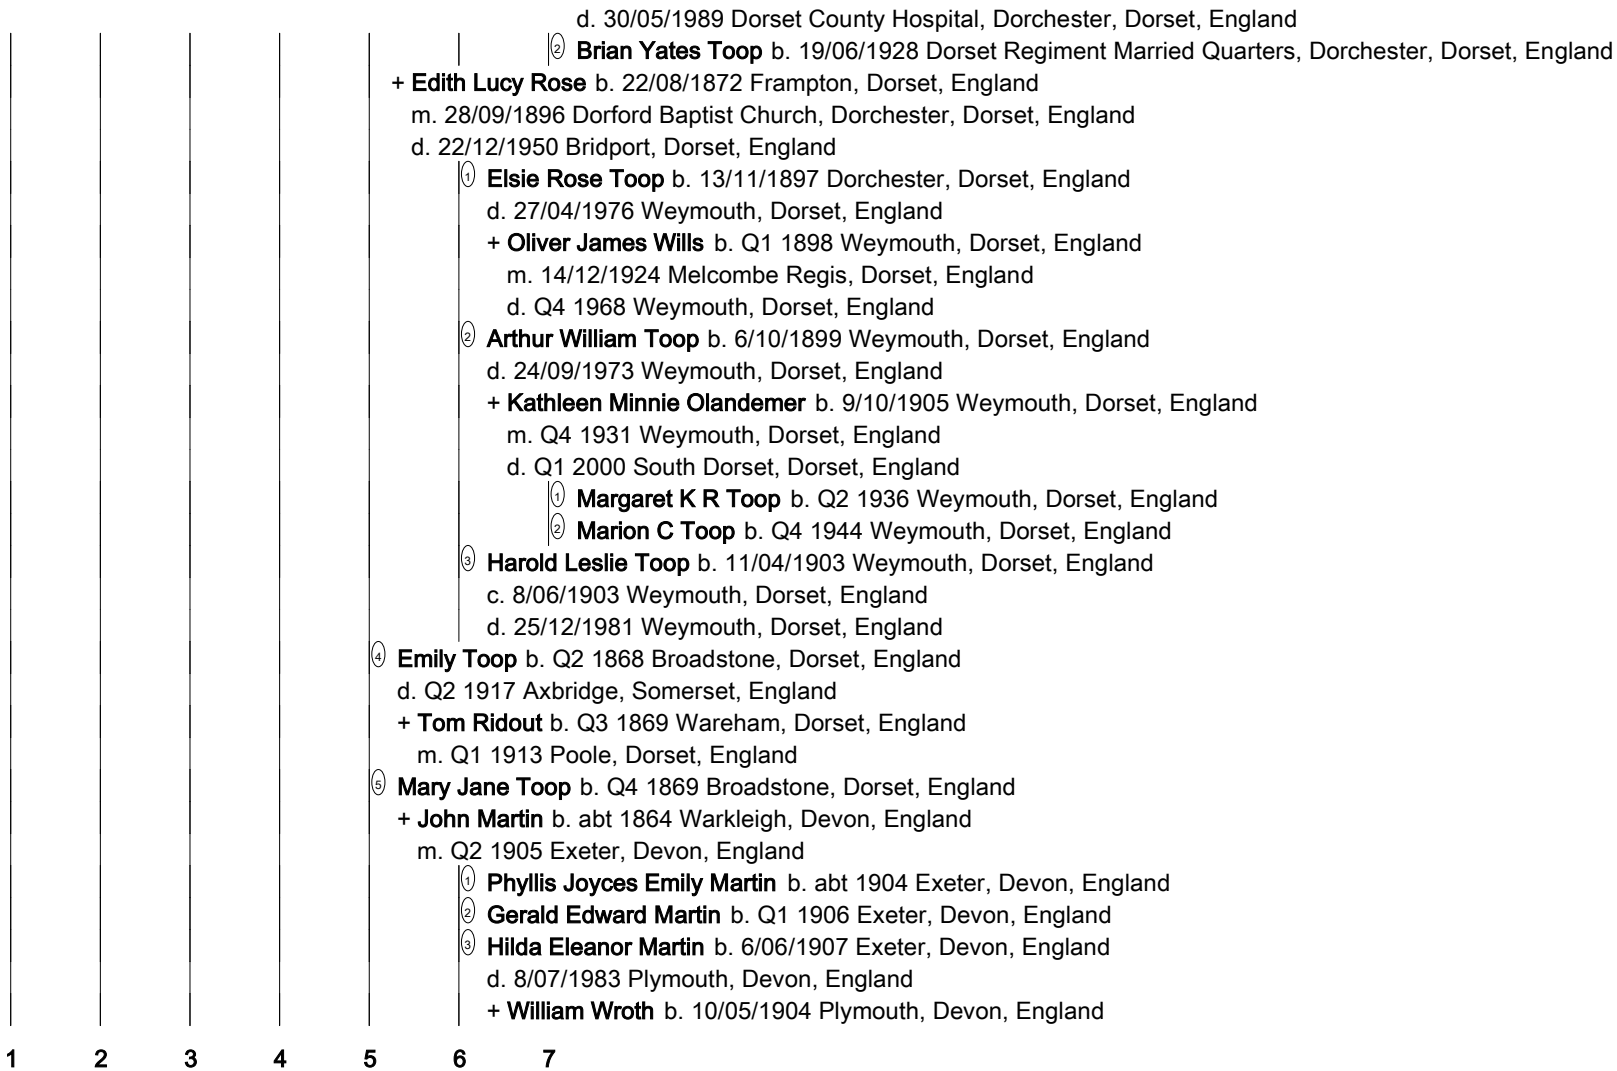 d. 30/05/1989 Dorset County Hospital, Dorchester, Dorset, England
2 Brian Yates Toop b. 19/06/1928 Dorset Regiment Married Quarters, Dorchester, Dorset, England
+ Edith Lucy Rose b. 22/08/1872 Frampton, Dorset, England
m. 28/09/1896 Dorford Baptist Church, Dorchester, Dorset, England
d. 22/12/1950 Bridport, Dorset, England
1 Elsie Rose Toop b. 13/11/1897 Dorchester, Dorset, England
d. 27/04/1976 Weymouth, Dorset, England
+ Oliver James Wills b. Q1 1898 Weymouth, Dorset, England
m. 14/12/1924 Melcombe Regis, Dorset, England
d. Q4 1968 Weymouth, Dorset, England
2 Arthur William Toop b. 6/10/1899 Weymouth, Dorset, England
d. 24/09/1973 Weymouth, Dorset, England
+ Kathleen Minnie Olandemer b. 9/10/1905 Weymouth, Dorset, England
m. Q4 1931 Weymouth, Dorset, England
d. Q1 2000 South Dorset, Dorset, England
1 Margaret K R Toop b. Q2 1936 Weymouth, Dorset, England
2 Marion C Toop b. Q4 1944 Weymouth, Dorset, England
3 Harold Leslie Toop b. 11/04/1903 Weymouth, Dorset, England
c. 8/06/1903 Weymouth, Dorset, England
d. 25/12/1981 Weymouth, Dorset, England
4 Emily Toop b. Q2 1868 Broadstone, Dorset, England
d. Q2 1917 Axbridge, Somerset, England
+ Tom Ridout b. Q3 1869 Wareham, Dorset, England
m. Q1 1913 Poole, Dorset, England
5 Mary Jane Toop b. Q4 1869 Broadstone, Dorset, England
+ John Martin b. abt 1864 Warkleigh, Devon, England
m. Q2 1905 Exeter, Devon, England
1 Phyllis Joyces Emily Martin b. abt 1904 Exeter, Devon, England
2 Gerald Edward Martin b. Q1 1906 Exeter, Devon, England
3 Hilda Eleanor Martin b. 6/06/1907 Exeter, Devon, England
d. 8/07/1983 Plymouth, Devon, England
+ William Wroth b. 10/05/1904 Plymouth, Devon, England
1 2 3 4 5 6 7